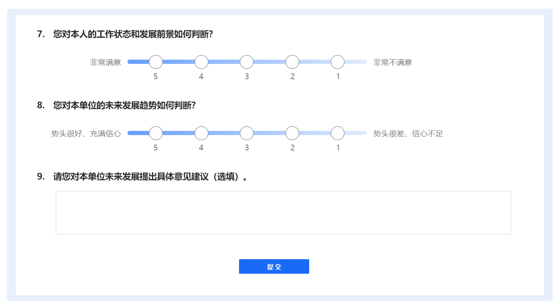 7. 您对本人的工作状态和发展前景如何判断?
非常满意 非常不满意
5 4 3 2 1
8. 您对本单位的未来发展趋势如何判断?
势头很好、充满信心 势头很差、信心不足
5 4 3 2 1
9. 请您对本单位未来发展提出具体意见建议（选填）。
提交